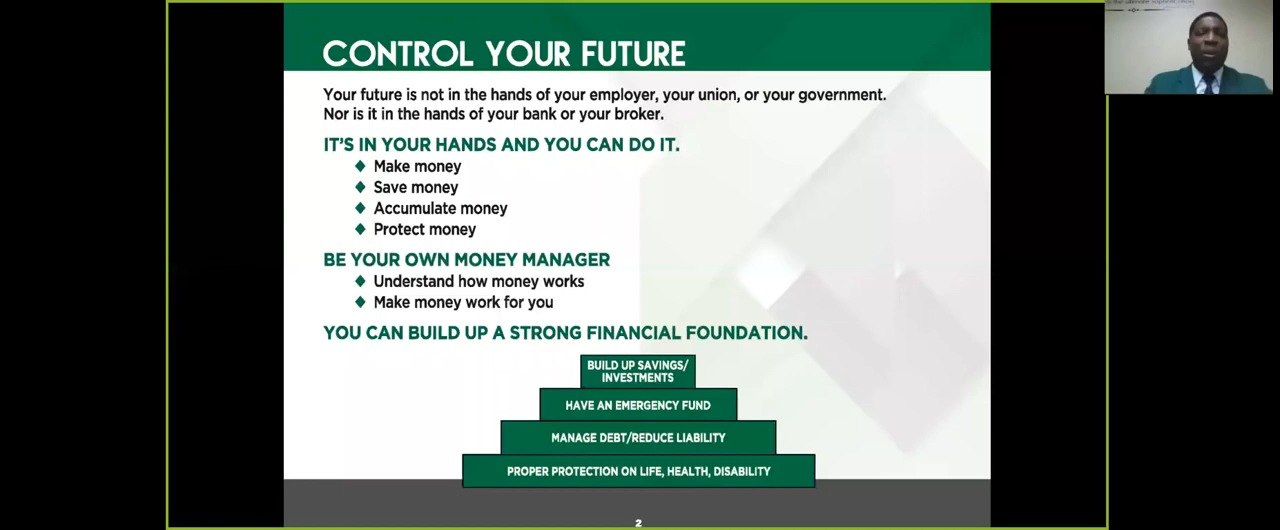 CONTROL YOUR FUTURE
Your future is not in the hands of your employer, your union, or your government.
Nor is it in the hands of your bank or your broker.
IT'S IN YOUR HANDS AND YOU CAN DO IT.
Make money
Save money
Accumulate money
Protect money
BE YOUR OWN MONEY MANAGER
Understand how money works
Make money work for you
YOU CAN BUILD UP A STRONG FINANCIAL FOUNDATION.
BUILD UP SAVINGS/
INVESTMENTS
HAVE AN EMERGENCY FUND
MANAGE DEBT/REDUCE LIABILITY
PROPER PROTECTION ON LIFE, HEALTH, DISABILITY
2